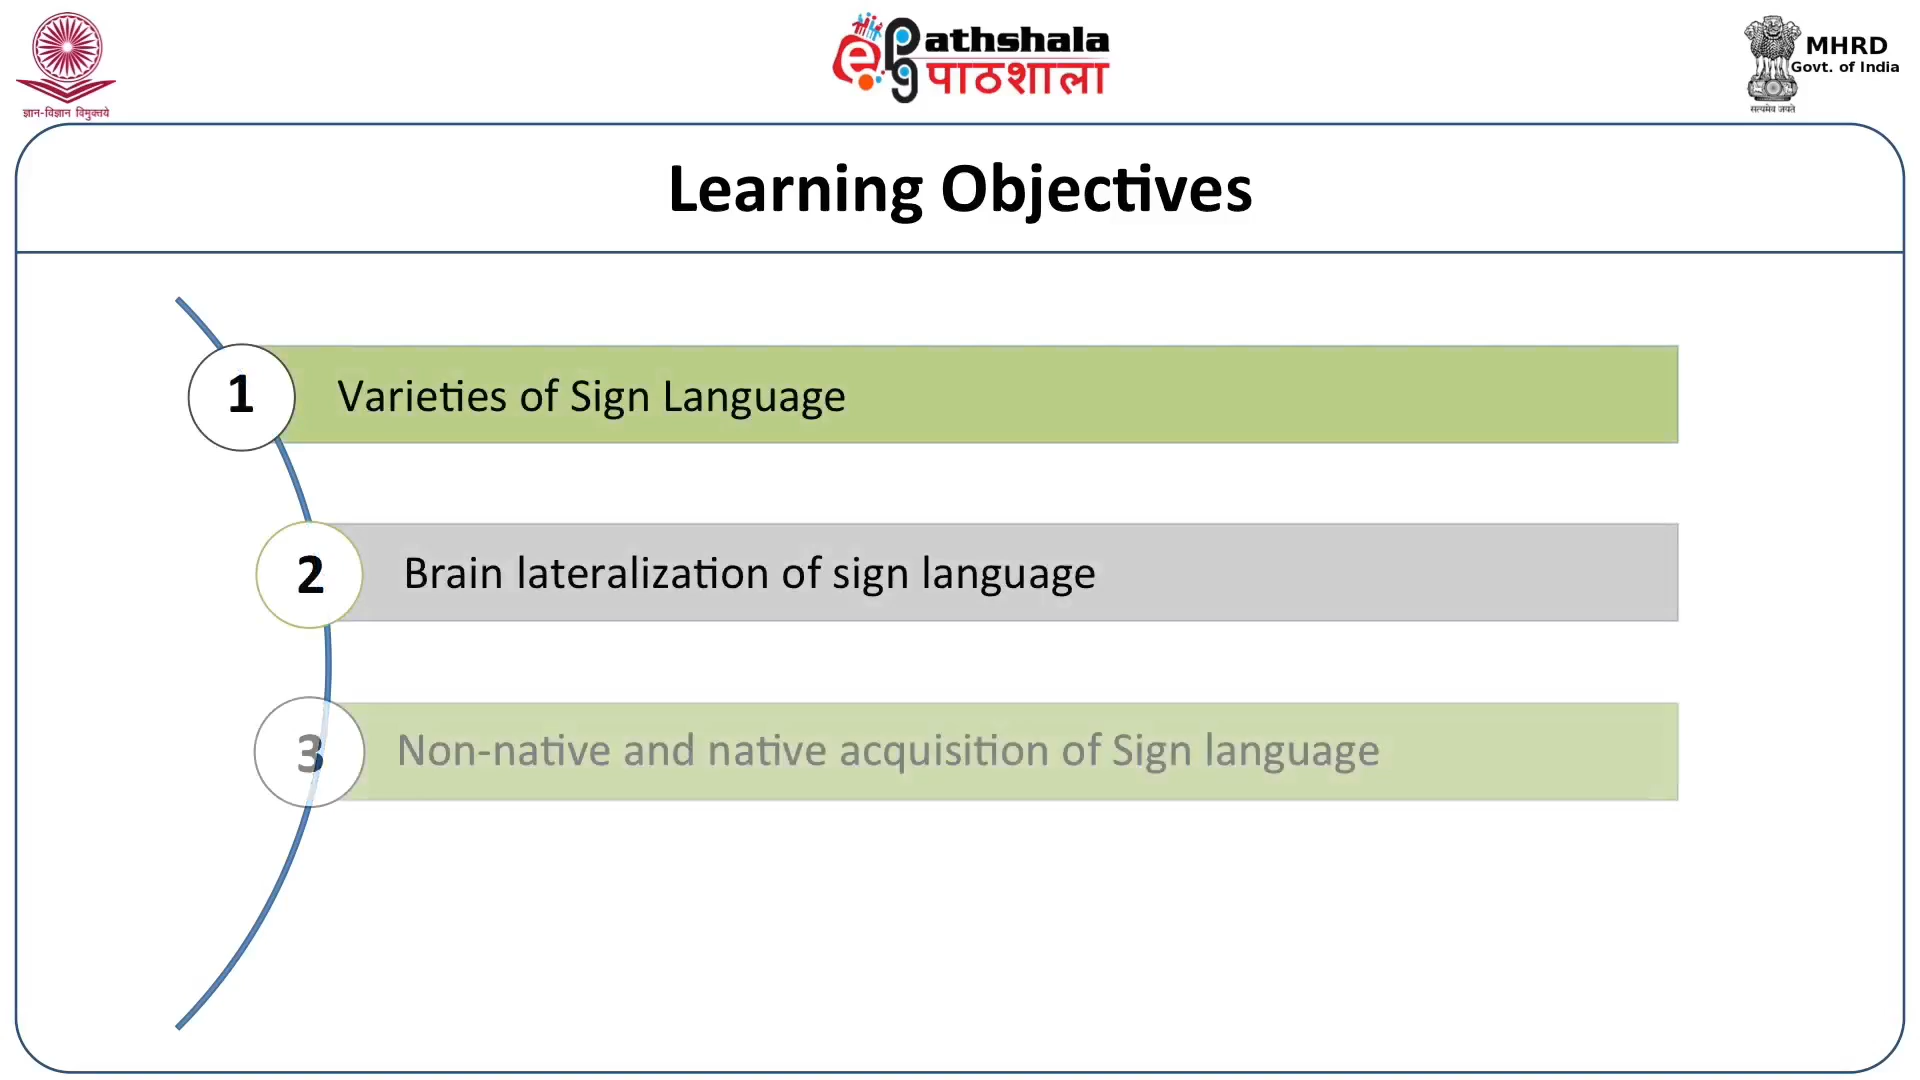 ज्ञान-विज्ञान विमुक्तये
ePGathshala
पाठशाला
MHRD
Govt. of India
सत्यमेव जयते
Learning Objectives
1 Varieties of Sign Language
2 Brain lateralization of sign language
3 Non-native and native acquisition of Sign language